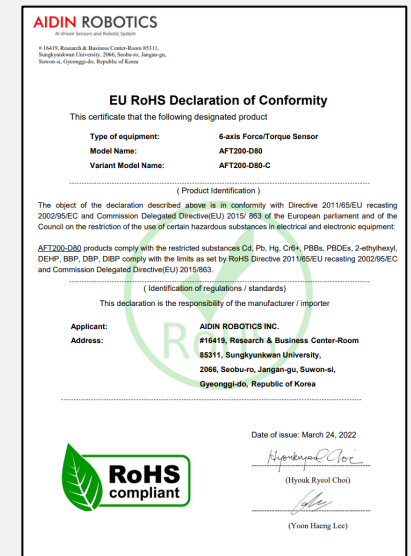 AIDIN ROBOTICS
AI driven Sensors and Robotic System
# 16419, Research & Business Center-Room 85311,
Sungkyunkwan University, 2066, Seobu-ro, Jangan-gu,
Suwon-si, Gyeonggi-do, Republic of Korea
EU RoHS Declaration of Conformity
This certificate that the following designated product
Type of equipment: 6-axis Force/Torque Sensor
Model Name: AFT200-D80
Variant Model Name: AFT200-D80-C
( Product Identification )
The object of the declaration described above is in conformity with Directive 2011/65/EU recasting
2002/95/EC and Commission Delegated Directive(EU) 2015/ 863 of the European parliament and of the
Council on the restriction of the use of certain hazardous substances in electrical and electronic equipment:
AFT200-D80 products comply with the restricted substances Cd, Pb, Hg, Cr6+, PBBs, PBDEs, 2-ethylhexyl,
DEHP, BBP, DBP, DIBP comply with the limits as set by RoHS Directive 2011/65/EU recasting 2002/95/EC
and Commission Delegated Directive(EU) 2015/863.
( Identification of regulations / standards)
This declaration is the responsibility of the manufacturer / importer
Applicant: AIDIN ROBOTICS INC.
Address: #16419, Research & Business Center-Room
85311, Sungkyunkwan University,
2066, Seobu-ro, Jangan-gu, Suwon-si,
Gyeonggi-do, Republic of Korea
RoHS
Date of issue: March 24, 2022
Hyoukryeol Choi
(Hyouk Ryeol Choi)
RoHS
compliant
(Yoon Haeng Lee)